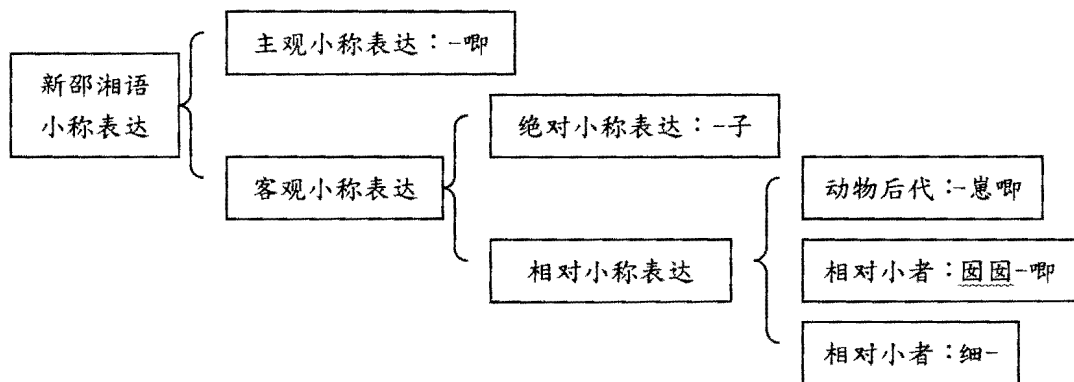 主观小称表达：-唧
新邵湘语
小称表达
绝对小称表达：-子
客观小称表达
动物后代：-崽唧
相对小称表达
相对小者：囡囡-唧
相对小者：细-